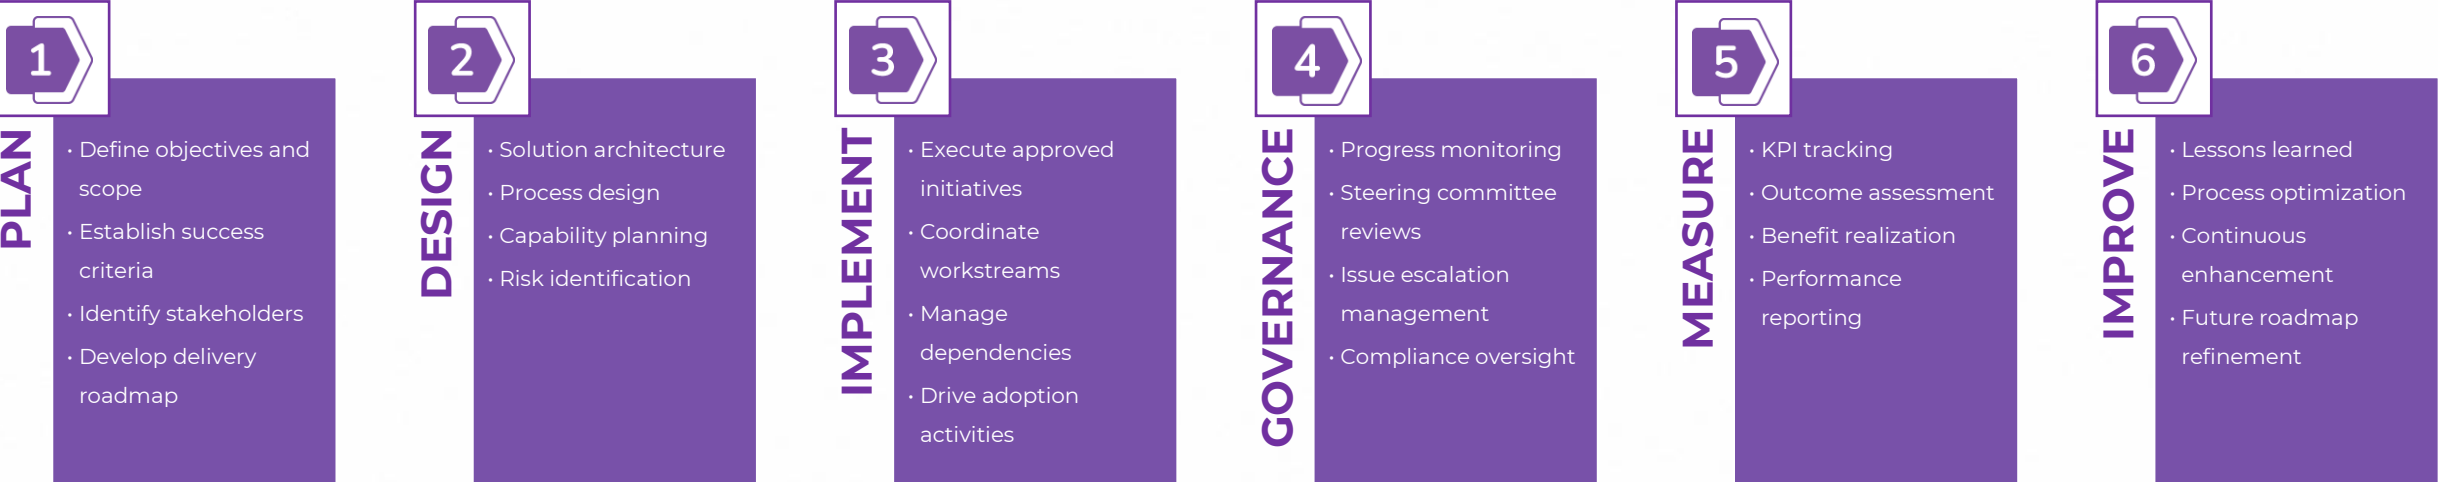 1
PLAN
• Define objectives and
scope
• Establish success
criteria
• Identify stakeholders
• Develop delivery
roadmap
2
DESIGN
• Solution architecture
• Process design
• Capability planning
• Risk identification
3
IMPLEMENT
• Execute approved
initiatives
• Coordinate
workstreams
• Manage
dependencies
• Drive adoption
activities
4
GOVERNANCE
• Progress monitoring
• Steering committee
reviews
• Issue escalation
management
• Compliance oversight
5
MEASURE
• KPI tracking
• Outcome assessment
• Benefit realization
• Performance
reporting
6
IMPROVE
• Lessons learned
• Process optimization
• Continuous
enhancement
• Future roadmap
refinement